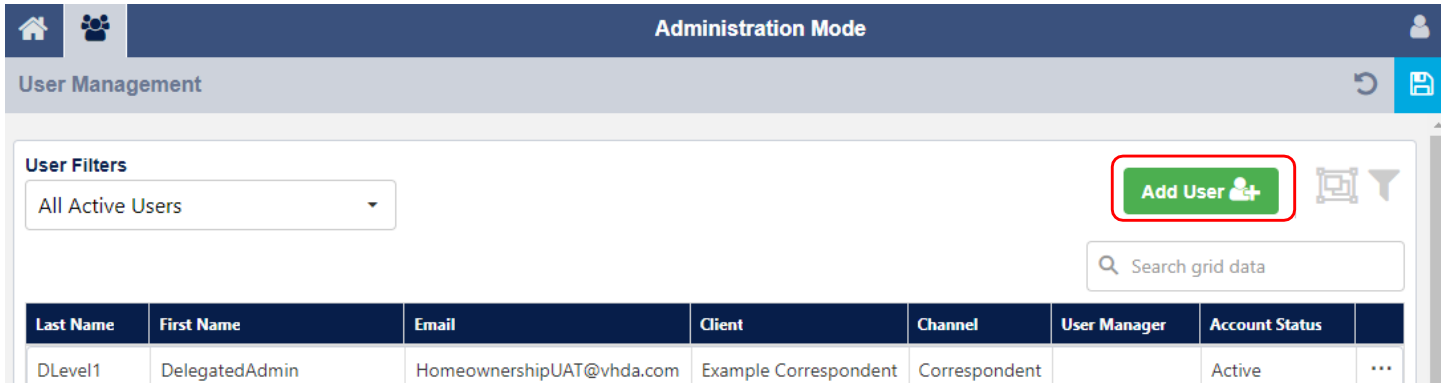 Administration Mode
User Management
User Filters
All Active Users
Add User
Search grid data
Last Name First Name Email Client Channel User Manager Account Status
DLevel1 DelegatedAdmin HomeownershipUAT@vhda.com Example Correspondent Correspondent Active ...